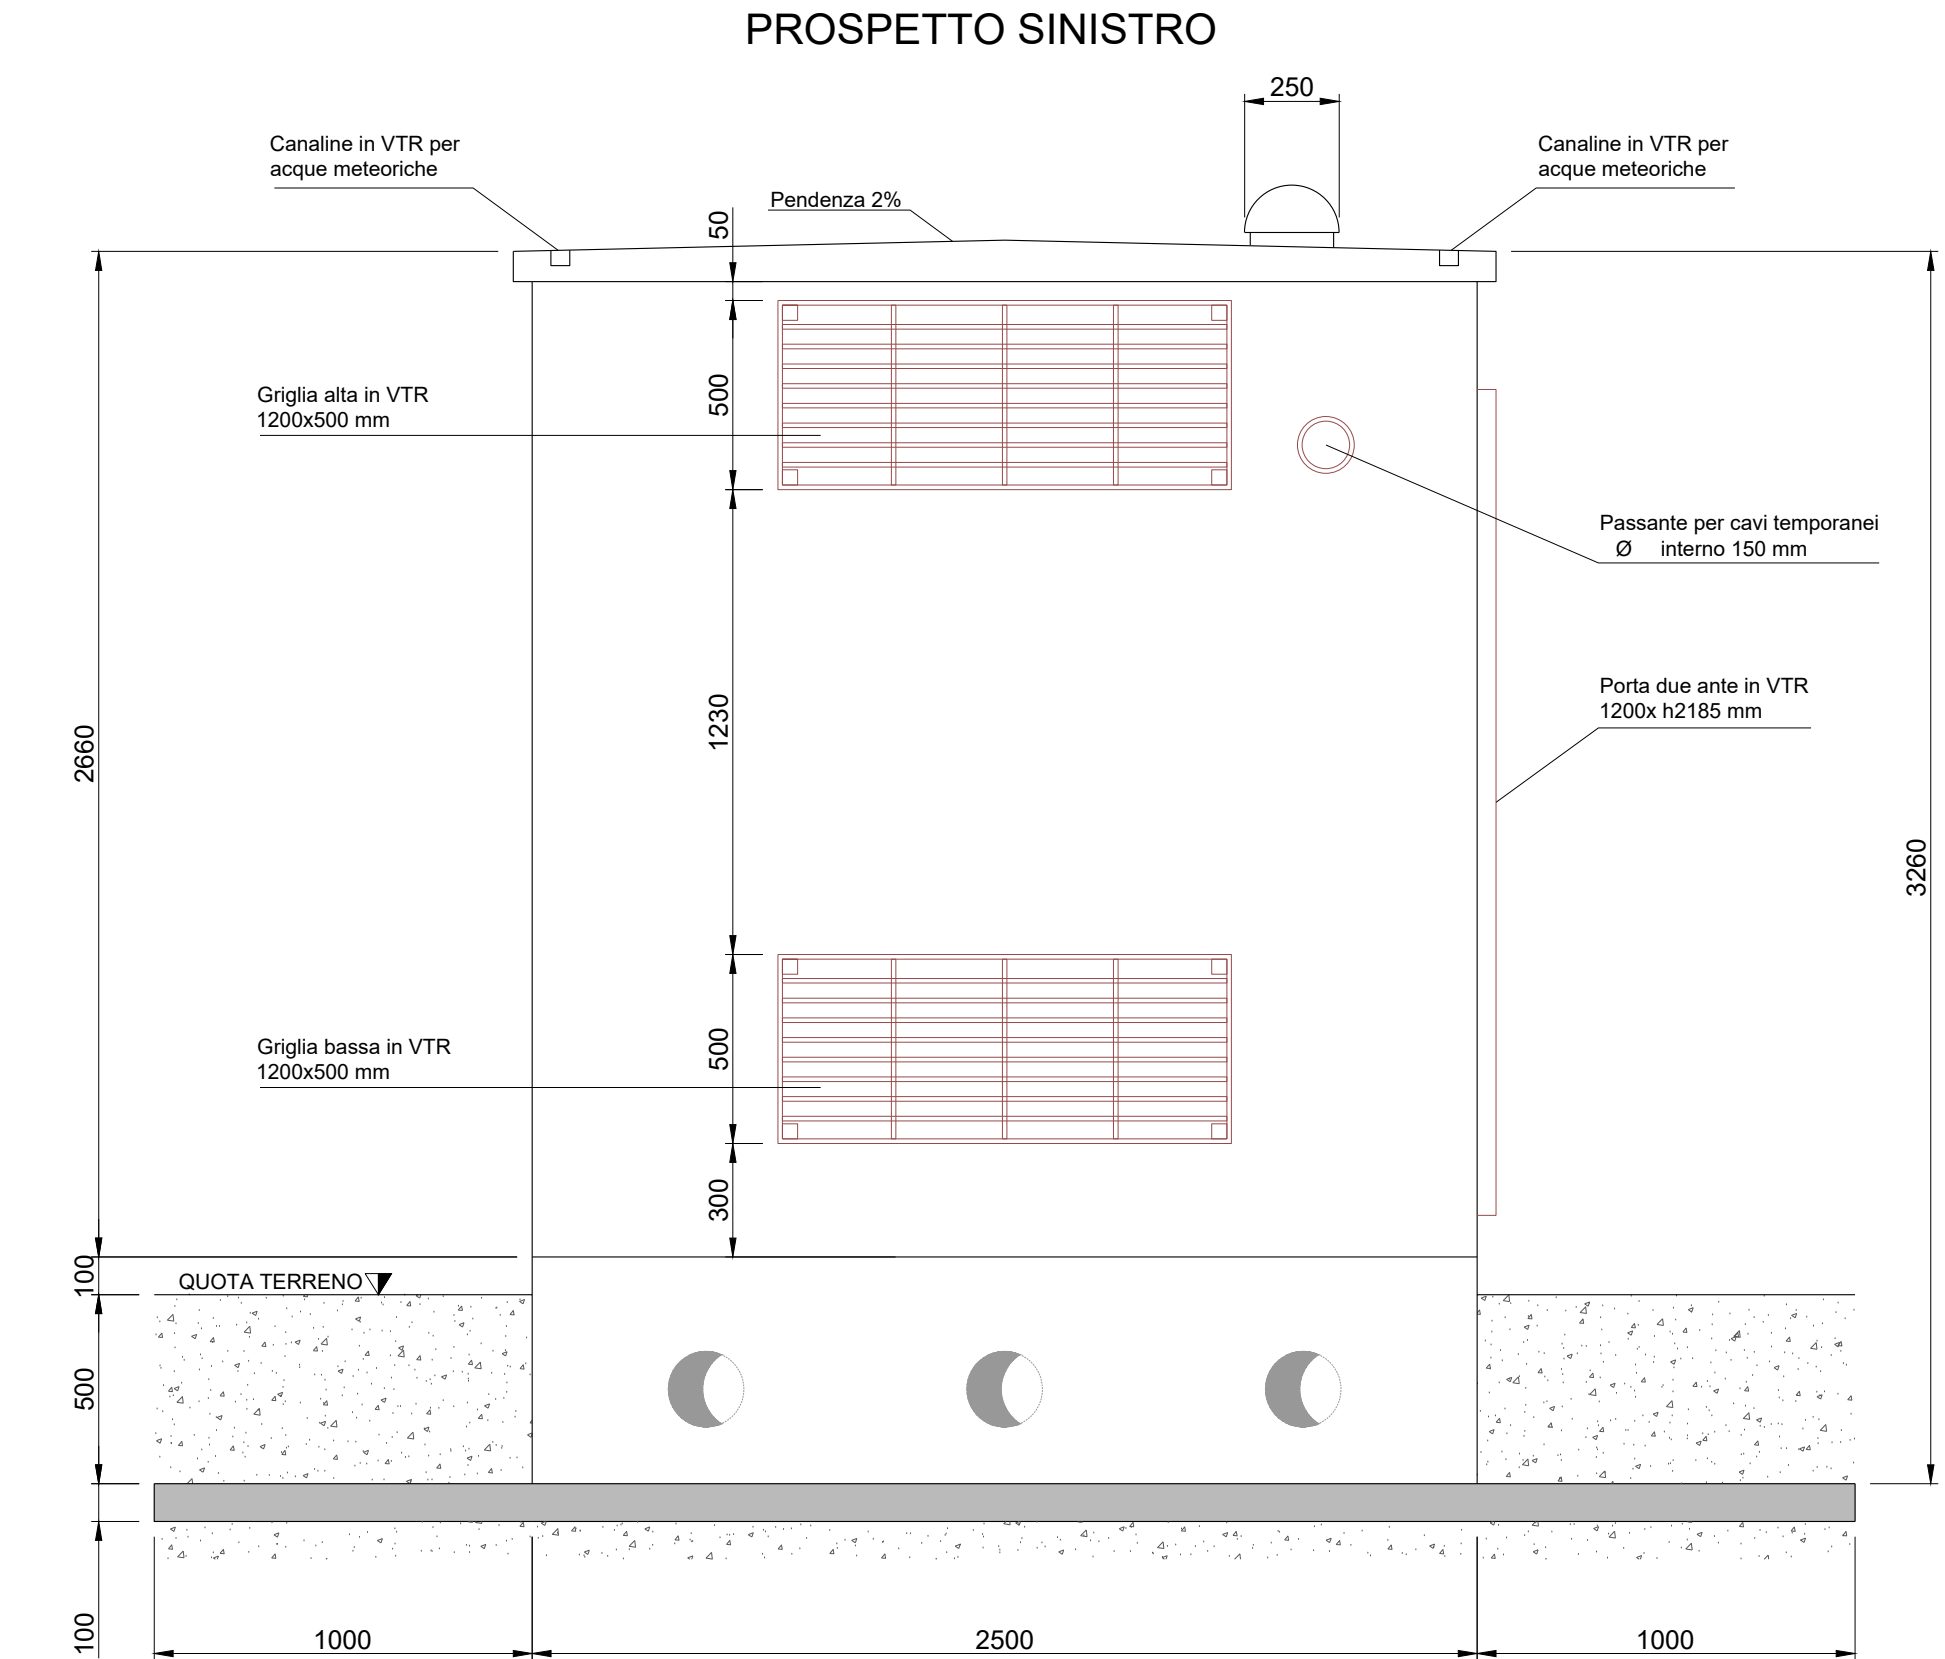 PROSPETTO SINISTRO
250
Canaline in VTR per
acque meteoriche
Canaline in VTR per
acque meteoriche
Pendenza 2%
50
Griglia alta in VTR
1200x500 mm
500
Passante per cavi temporanei
Ø interno 150 mm
Porta due ante in VTR
1200x h2185 mm
1230
2660
3260
Griglia bassa in VTR
1200x500 mm
500
300
100
QUOTA TERRENO
500
100
1000
2500
1000